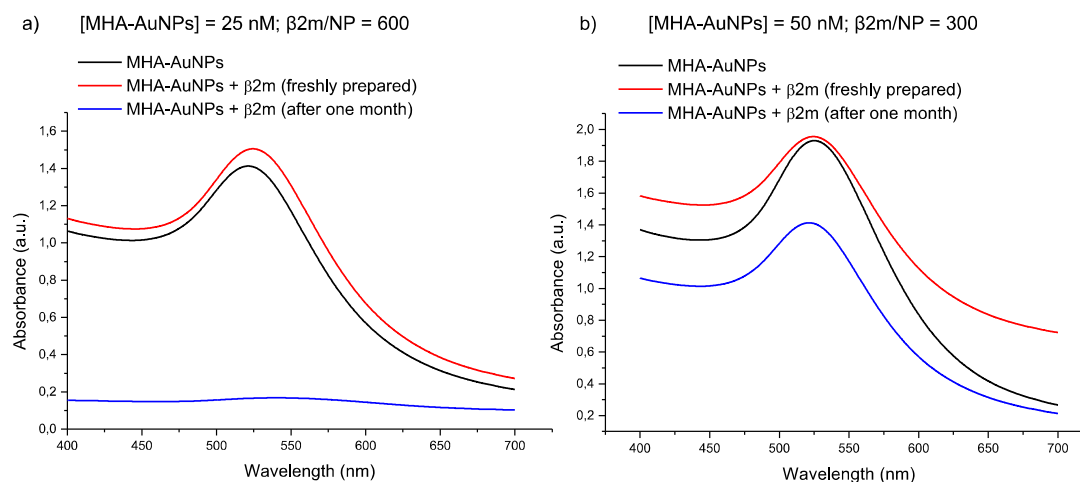 a) [MHA-AuNPs] = 25 nM; β2m/NP = 600
MHA-AuNPs
MHA-AuNPs + β2m (freshly prepared)
MHA-AuNPs + β2m (after one month)
1,6
1,4
1,2
1,0
0,8
0,6
0,4
0,2
0,0
400 450 500 550 600 650 700
Absorbance (a.u.)
Wavelength (nm)
b) [MHA-AuNPs] = 50 nM; β2m/NP = 300
MHA-AuNPs
MHA-AuNPs + β2m (freshly prepared)
MHA-AuNPs + β2m (after one month)
2,0
1,8
1,6
1,4
1,2
1,0
0,8
0,6
0,4
0,2
400 450 500 550 600 650 700
Absorbance (a.u.)
Wavelength (nm)